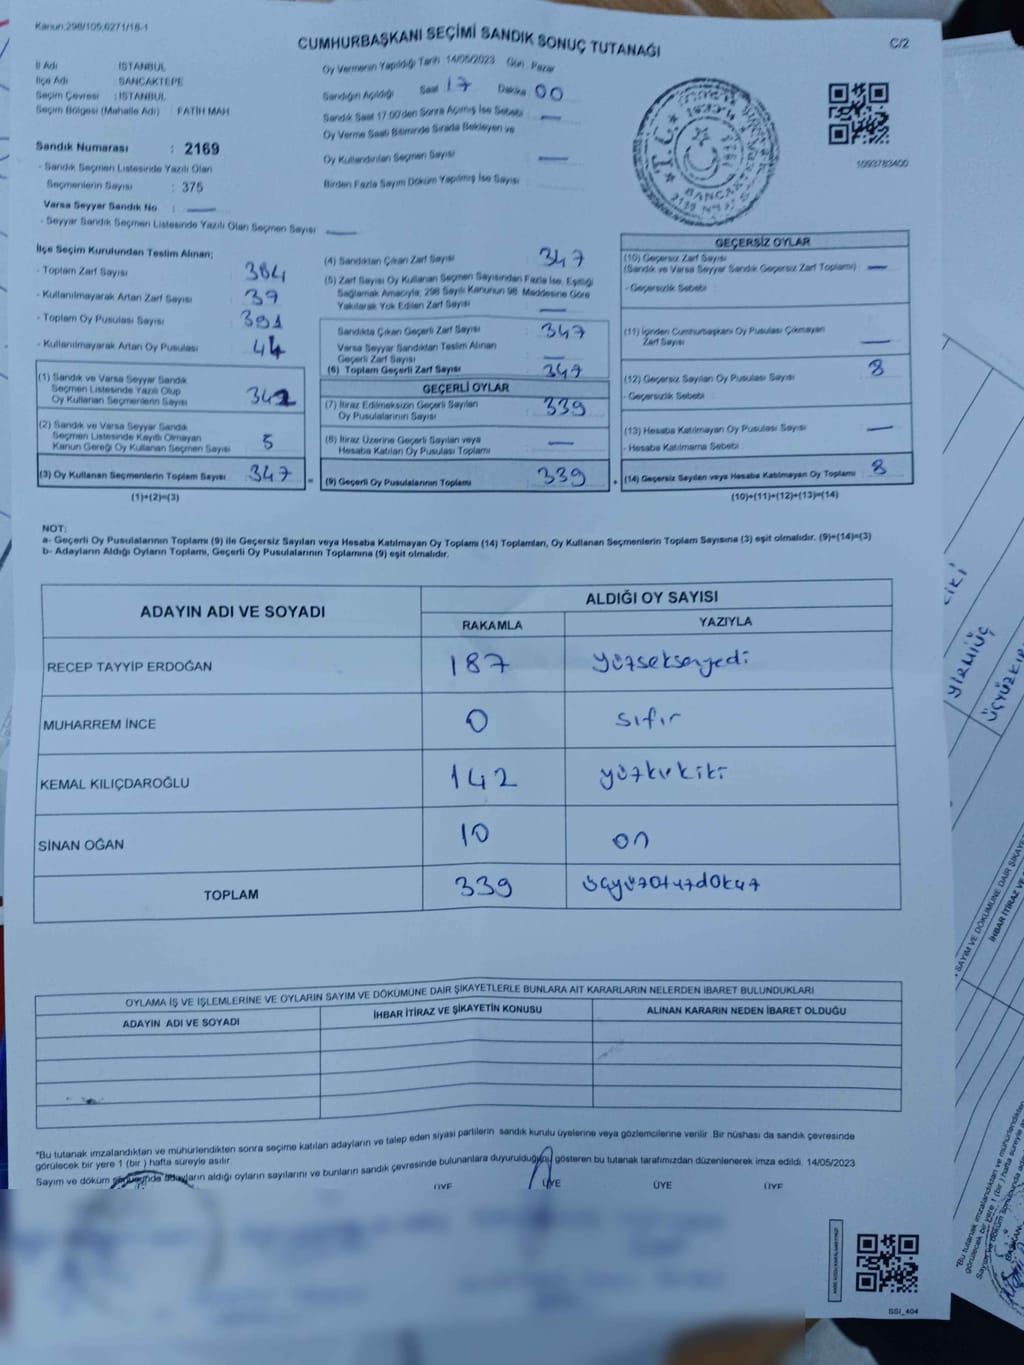 Kanun:298/105,6271/18-1
CUMHURBAŞKANI SEÇİMİ SANDIK SONUÇ TUTANAĞI
C/2
İl Adı : İSTANBUL
İlçe Adı : SANCAKTEPE
Seçim Çevresi : İSTANBUL
Seçim Bölgesi (Mahalle Adı) : FATİH MAH.
Sandık Numarası : 2169
- Sandık Seçmen Listesinde Yazılı Olan
Seçmenlerin Sayısı : 375
Varsa Seyyar Sandık No : —
- Seyyar Sandık Seçmen Listesinde Yazılı Olan Seçmen Sayısı : —
Oy Vermenin Yapıldığı Tarih : 14/05/2023 Gün : Pazar
Sandığın Açıldığı Saat : 17 Dakika : 00
Sandık Saat 17.00'den Sonra Açılmış İse Sebebi : —
Oy Verme Saati Bitiminde Sırada Bekleyen ve
Oy Kullandırılan Seçmen Sayısı —
Birden Fazla Sayım Döküm Yapılmış İse Sayısı :
T.C.
1093783400
İlçe Seçim Kurulundan Teslim Alınan;
- Toplam Zarf Sayısı : 384
- Kullanılmayarak Artan Zarf Sayısı : 39
- Toplam Oy Pusulası Sayısı : 391
- Kullanılmayarak Artan Oy Pusulası : 44
(1) Sandık ve Varsa Seyyar Sandık
Seçmen Listesinde Yazılı Olup
Oy Kullanan Seçmenlerin Sayısı : 342
(2) Sandık ve Varsa Seyyar Sandık
Seçmen Listesinde Kayıtlı Olmayan
Kanun Gereği Oy Kullanan Seçmen Sayısı : 5
(3) Oy Kullanan Seçmenlerin Toplam Sayısı : 347
(1)+(2)=(3)
(4) Sandıktan Çıkan Zarf Sayısı : 347
(5) Zarf Sayısı Oy Kullanan Seçmen Sayısından Fazla İse, Eşitliği
Sağlamak Amacıyla; 298 Sayılı Kanunun 98. Maddesine Göre
Yakılarak Yok Edilen Zarf Sayısı : —
Sandıkta Çıkan Geçerli Zarf Sayısı : 347
Varsa Seyyar Sandıktan Teslim Alınan
Geçerli Zarf Sayısı : —
(6) Toplam Geçerli Zarf Sayısı : 347
GEÇERLİ OYLAR
(7) İtiraz Edilmeksizin Geçerli Sayılan
Oy Pusulalarının Sayısı : 339
(8) İtiraz Üzerine Geçerli Sayılan veya
Hesaba Katılan Oy Pusulası Toplamı : —
(9) Geçerli Oy Pusulalarının Toplamı : 339
GEÇERSİZ OYLAR
(10) Geçersiz Zarf Sayısı
(Sandık ve Varsa Seyyar Sandık Geçersiz Zarf Toplamı) : —
- Geçersizlik Sebebi :
(11) İçinden Cumhurbaşkanı Oy Pusulası Çıkmayan
Zarf Sayısı : —
(12) Geçersiz Sayılan Oy Pusulası Sayısı : 8
- Geçersizlik Sebebi :
(13) Hesaba Katılmayan Oy Pusulası Sayısı : —
- Hesaba Katılmama Sebebi :
(14) Geçersiz Sayılan veya Hesaba Katılmayan Oy Toplamı : 8
(10)+(11)+(12)+(13)=(14)
NOT:
a- Geçerli Oy Pusulalarının Toplamı (9) ile Geçersiz Sayılan veya Hesaba Katılmayan Oy Toplamı (14) Toplamları, Oy Kullanan Seçmenlerin Toplam Sayısına (3) eşit olmalıdır. (9)+(14)=(3)
b- Adayların Aldığı Oyların Toplamı, Geçerli Oy Pusulalarının Toplamına (9) eşit olmalıdır.
ADAYIN ADI VE SOYADI
ALDIĞI OY SAYISI
RAKAMLA YAZIYLA
RECEP TAYYİP ERDOĞAN 187 yüzseksenyedi
MUHARREM İNCE 0 sıfır
KEMAL KILIÇDAROĞLU 142 yüzkırkiki
SİNAN OĞAN 10 on
TOPLAM 339 üçyüzotuzdokuz
OYLAMA İŞ VE İŞLEMLERİNE VE OYLARIN SAYIM VE DÖKÜMÜNE DAİR ŞİKAYETLERLE BUNLARA AİT KARARLARIN NELERDEN İBARET BULUNDUKLARI
ADAYIN ADI VE SOYADI İHBAR İTİRAZ VE ŞİKAYETİN KONUSU ALINAN KARARIN NEDEN İBARET OLDUĞU
"Bu tutanak imzalandıktan ve mühürlendikten sonra seçime katılan adayların ve talep eden siyasi partilerin sandık kurulu üyelerine veya gözlemcilerine verilir. Bir nüshası da sandık çevresinde
görülecek bir yere 1 (bir ) hafta süreyle asılır.
Sayım ve döküm sonucunda adayların aldığı oyların sayılarını ve bunların sandık çevresinde bulunanlara duyurulduğunu gösteren bu tutanak tarafımızdan düzenlenerek imza edildi. 14/05/2023
ÜYE ÜYE ÜYE ÜYE
SSİ_404
YİRMİÜÇ